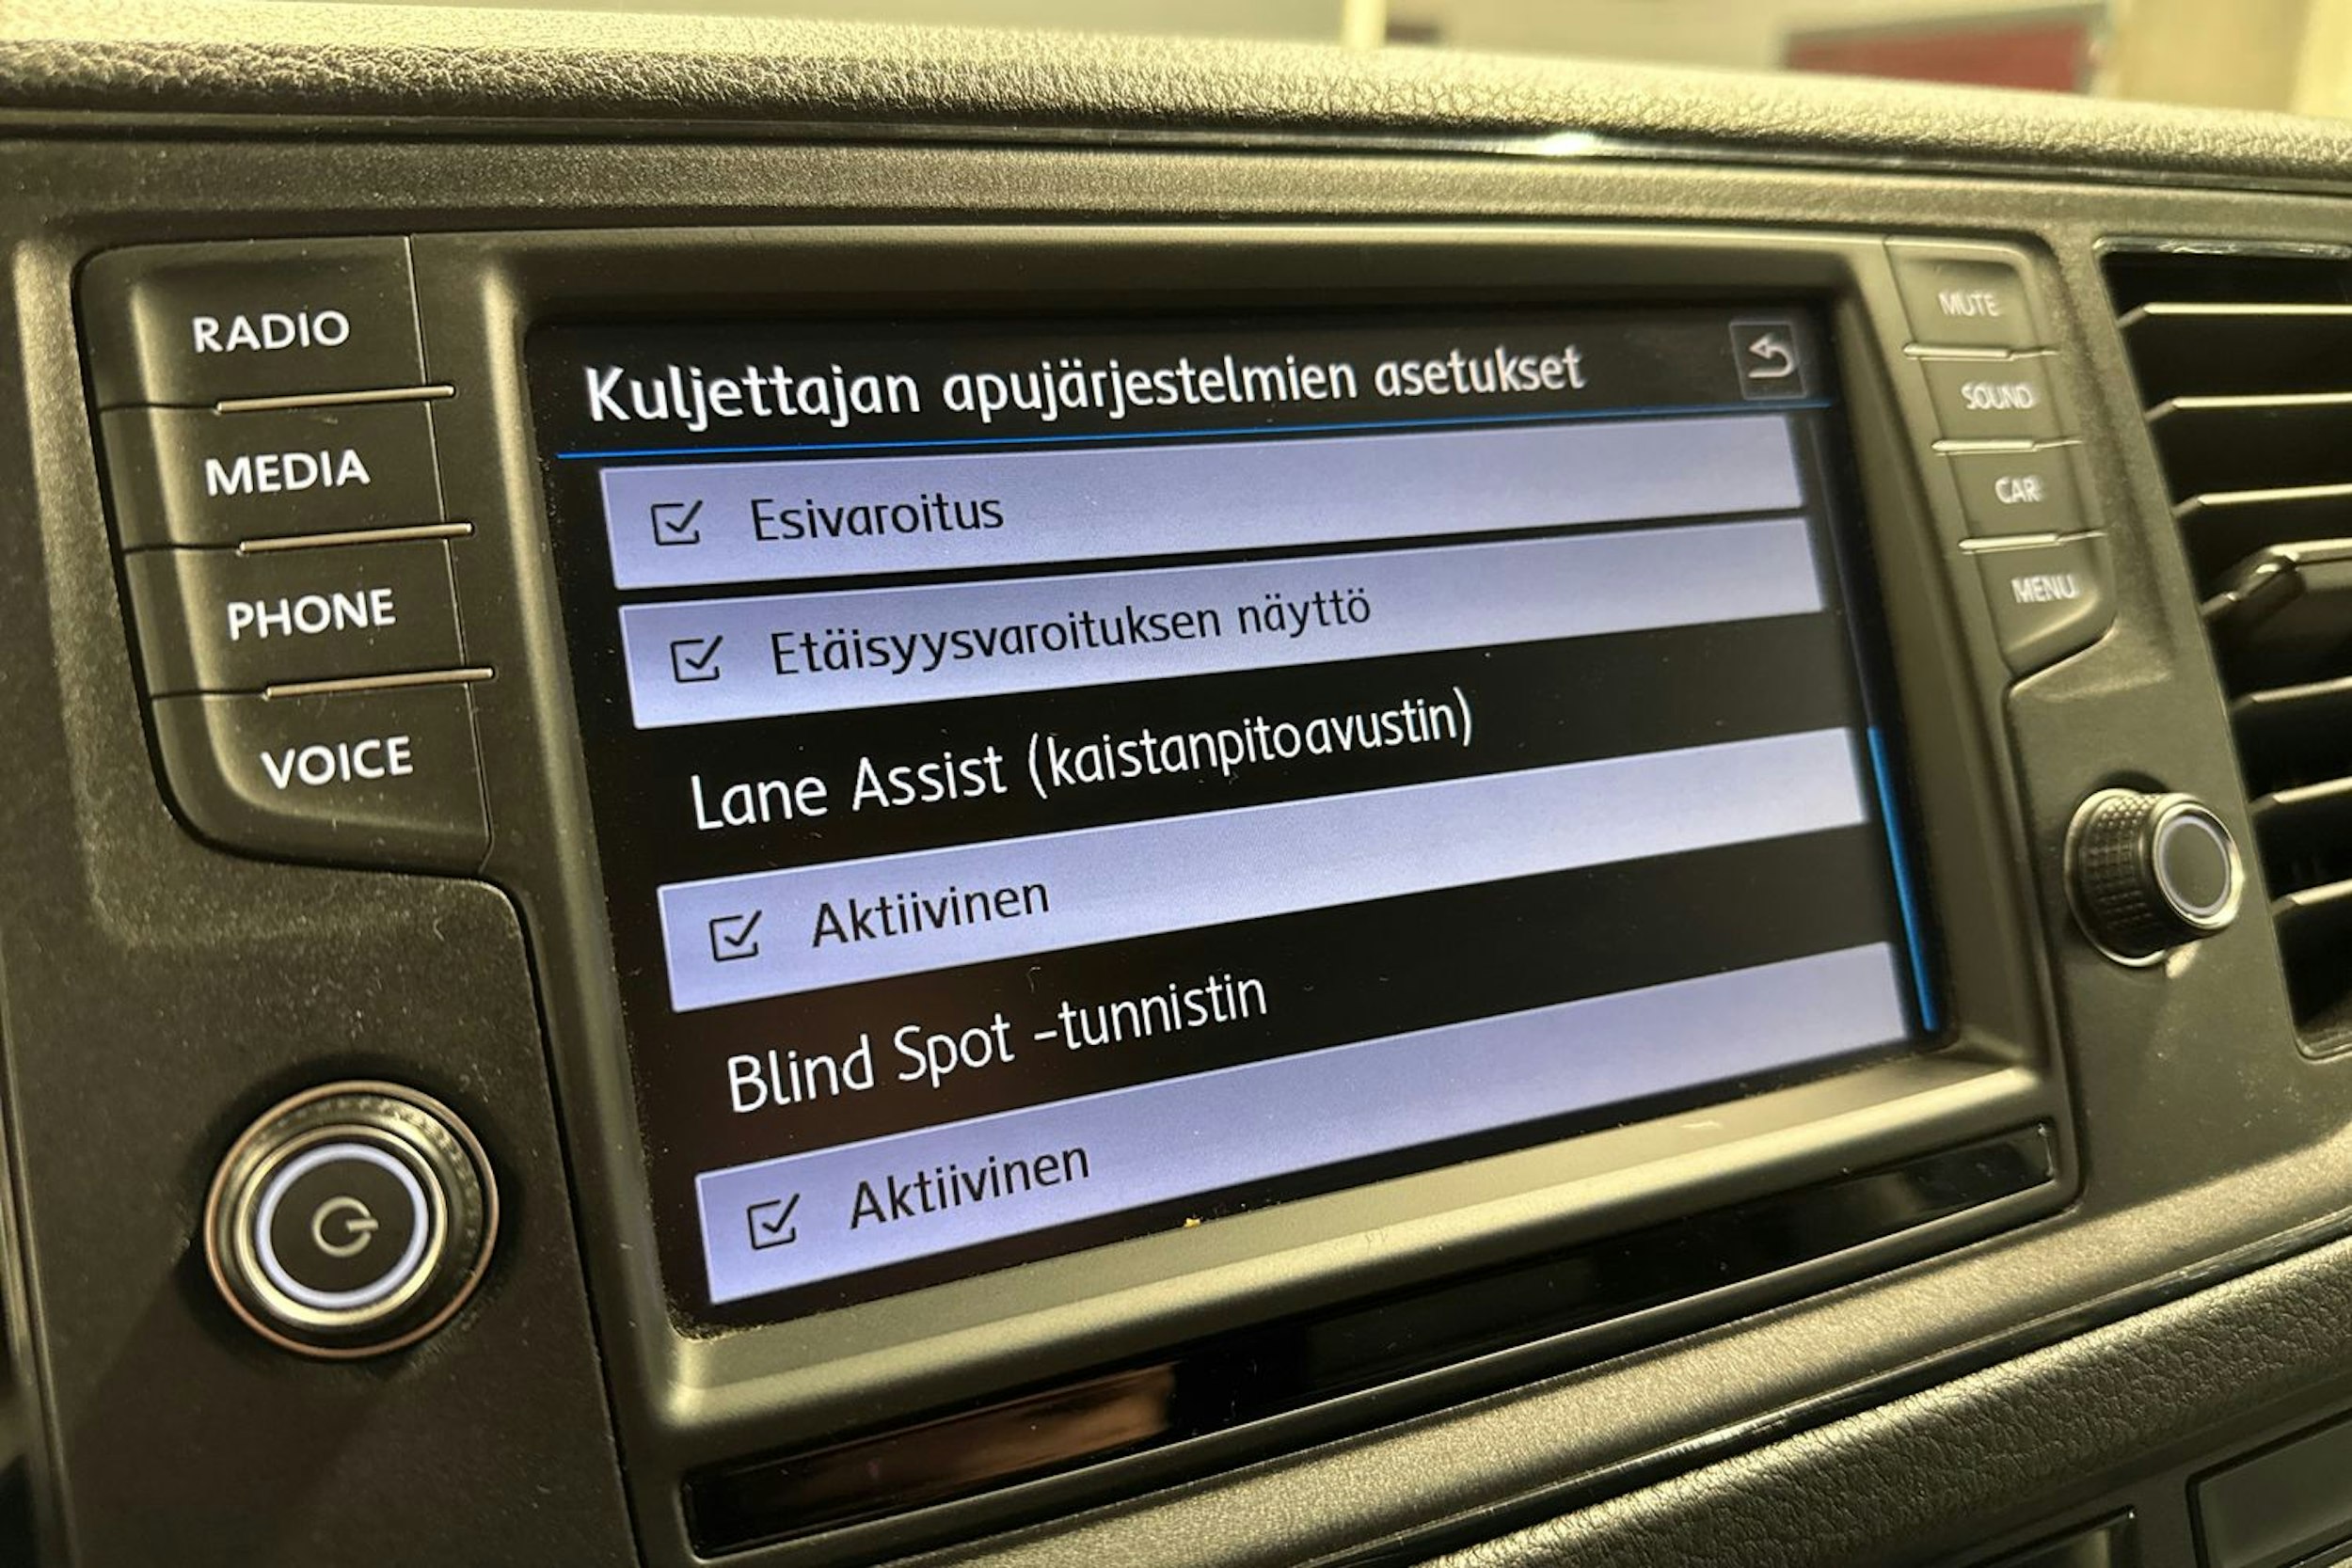 RADIO
MEDIA
PHONE
VOICE
Kuljettajan apujärjestelmien asetukset
Esivaroitus
Etäisyysvaroituksen näyttö
Lane Assist (kaistanpitoavustin)
Aktiivinen
Blind Spot -tunnistin
Aktiivinen
MUTE
SOUND
CAR
MENU